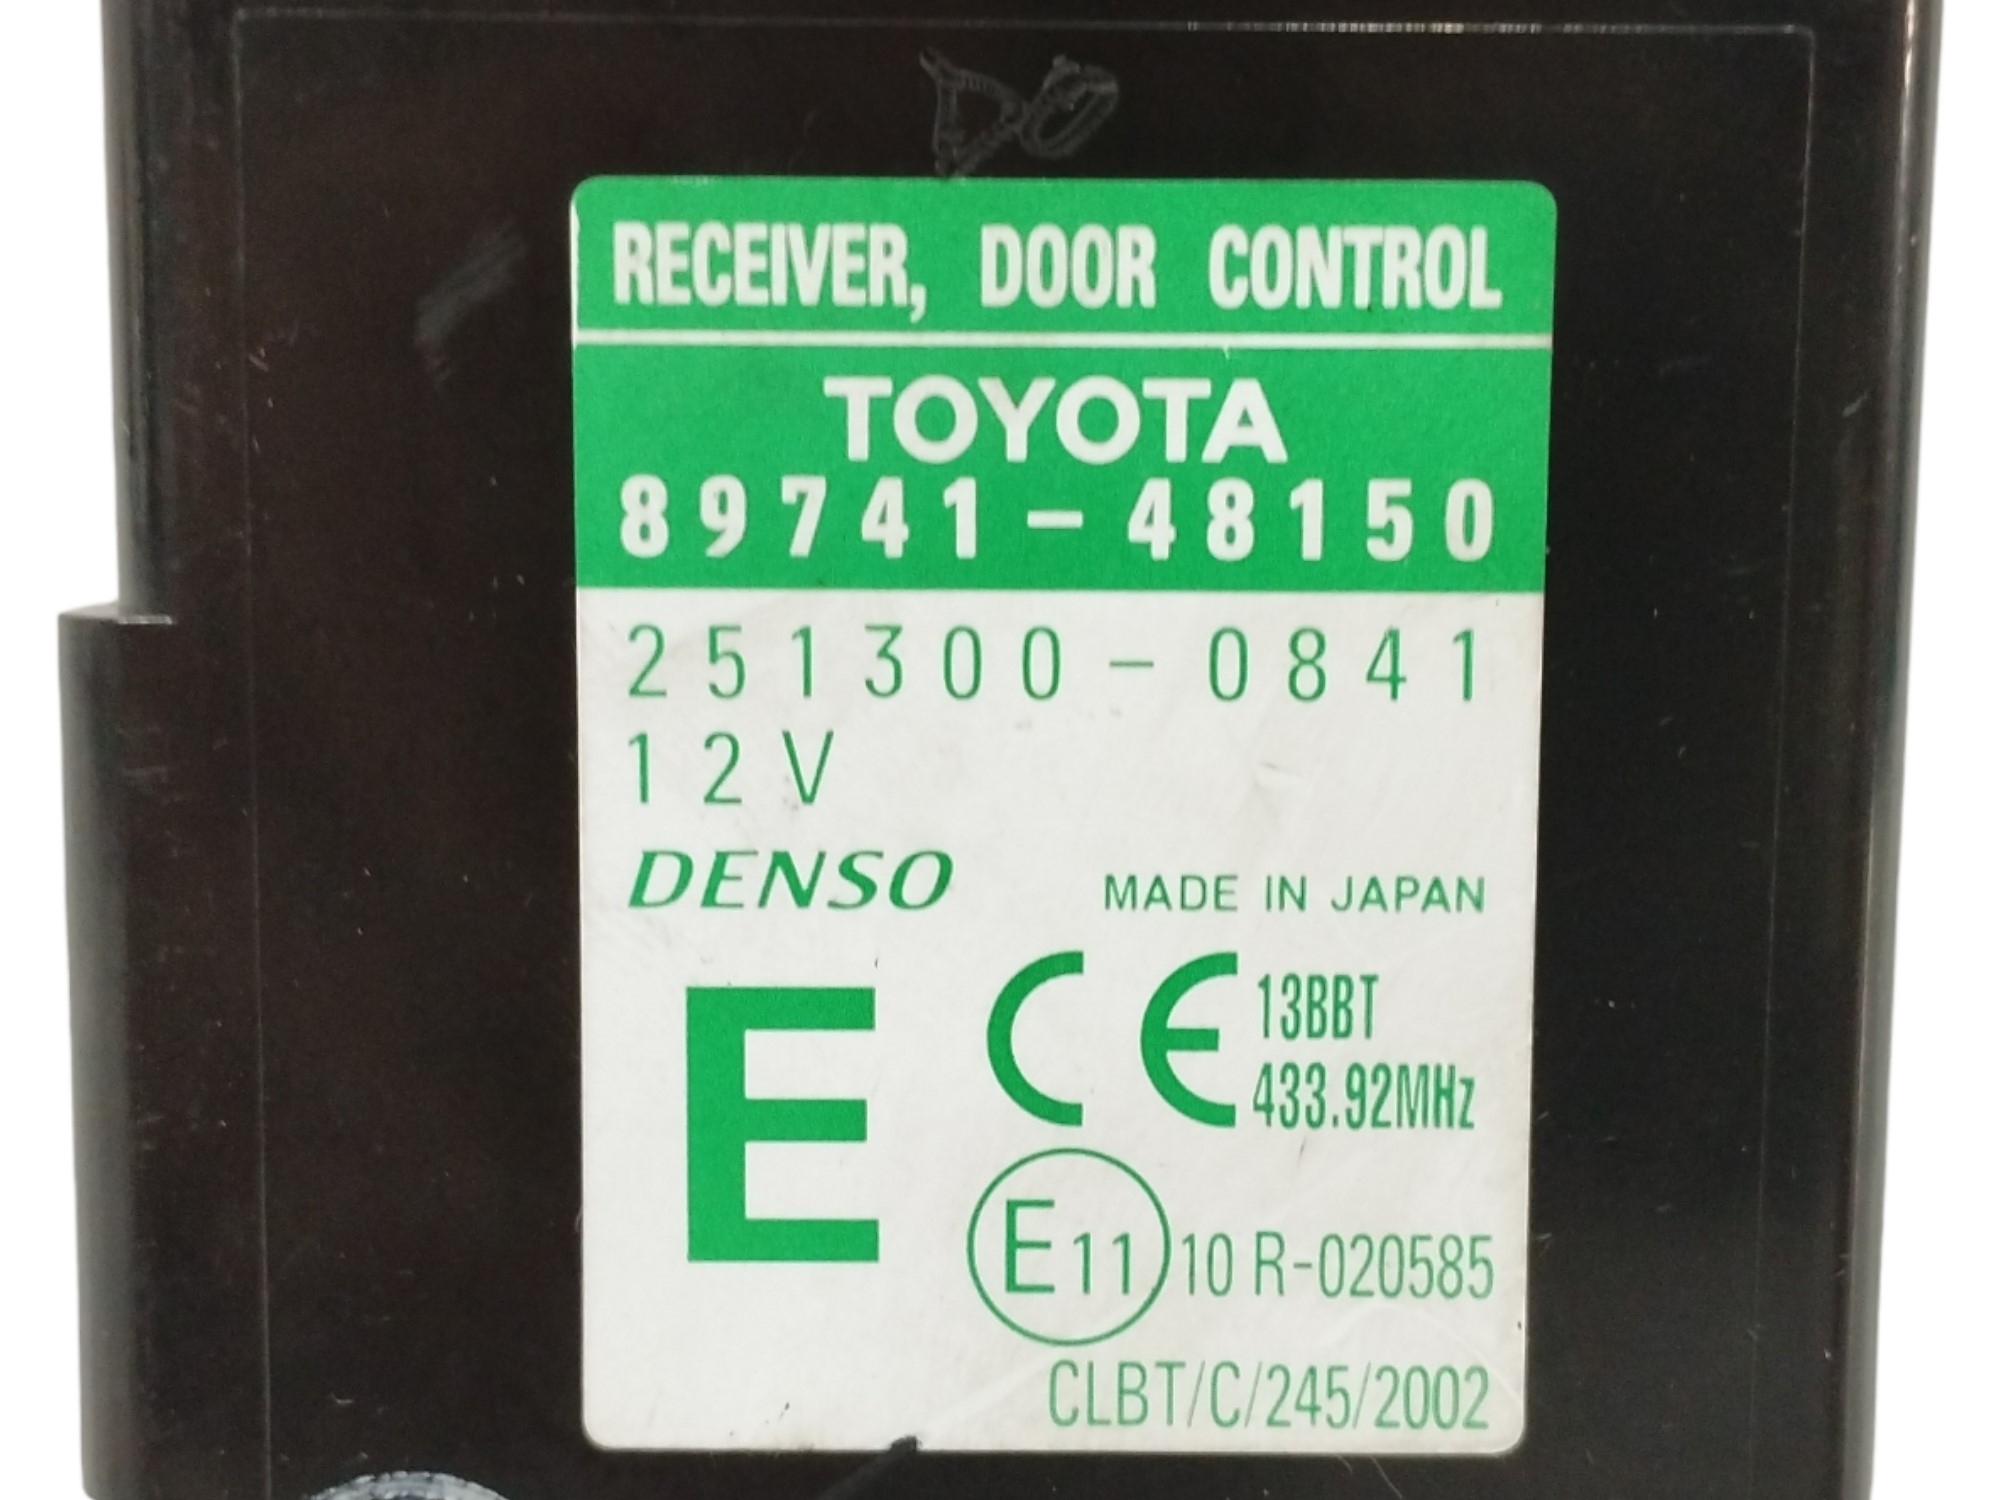 DO
RECEIVER, DOOR CONTROL
TOYOTA
89741-48150
251300-0841
12V
DENSO MADE IN JAPAN
E
CE 13BBT
433.92MHz
E11 10 R-020585
CLBT/C/245/2002